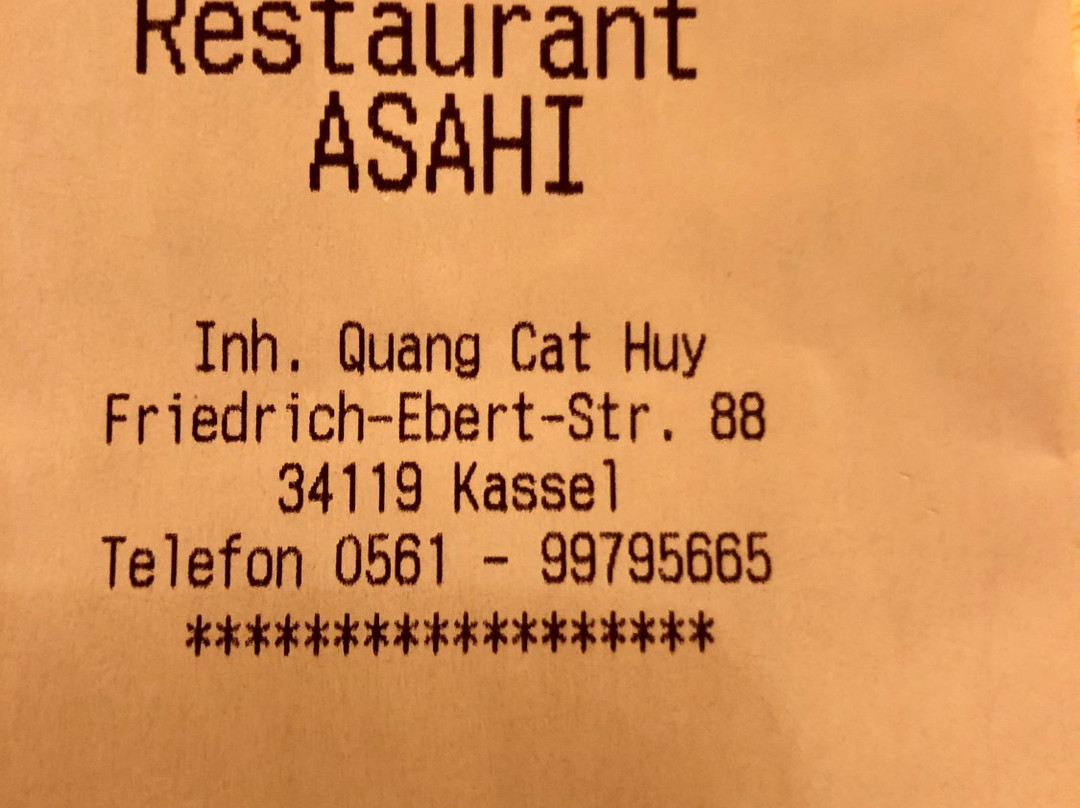 Restaurant
ASAHI
Inh. Quang Cat Huy
Friedrich-Ebert-Str. 88
34119 Kassel
Telefon 0561 - 99795665
******************